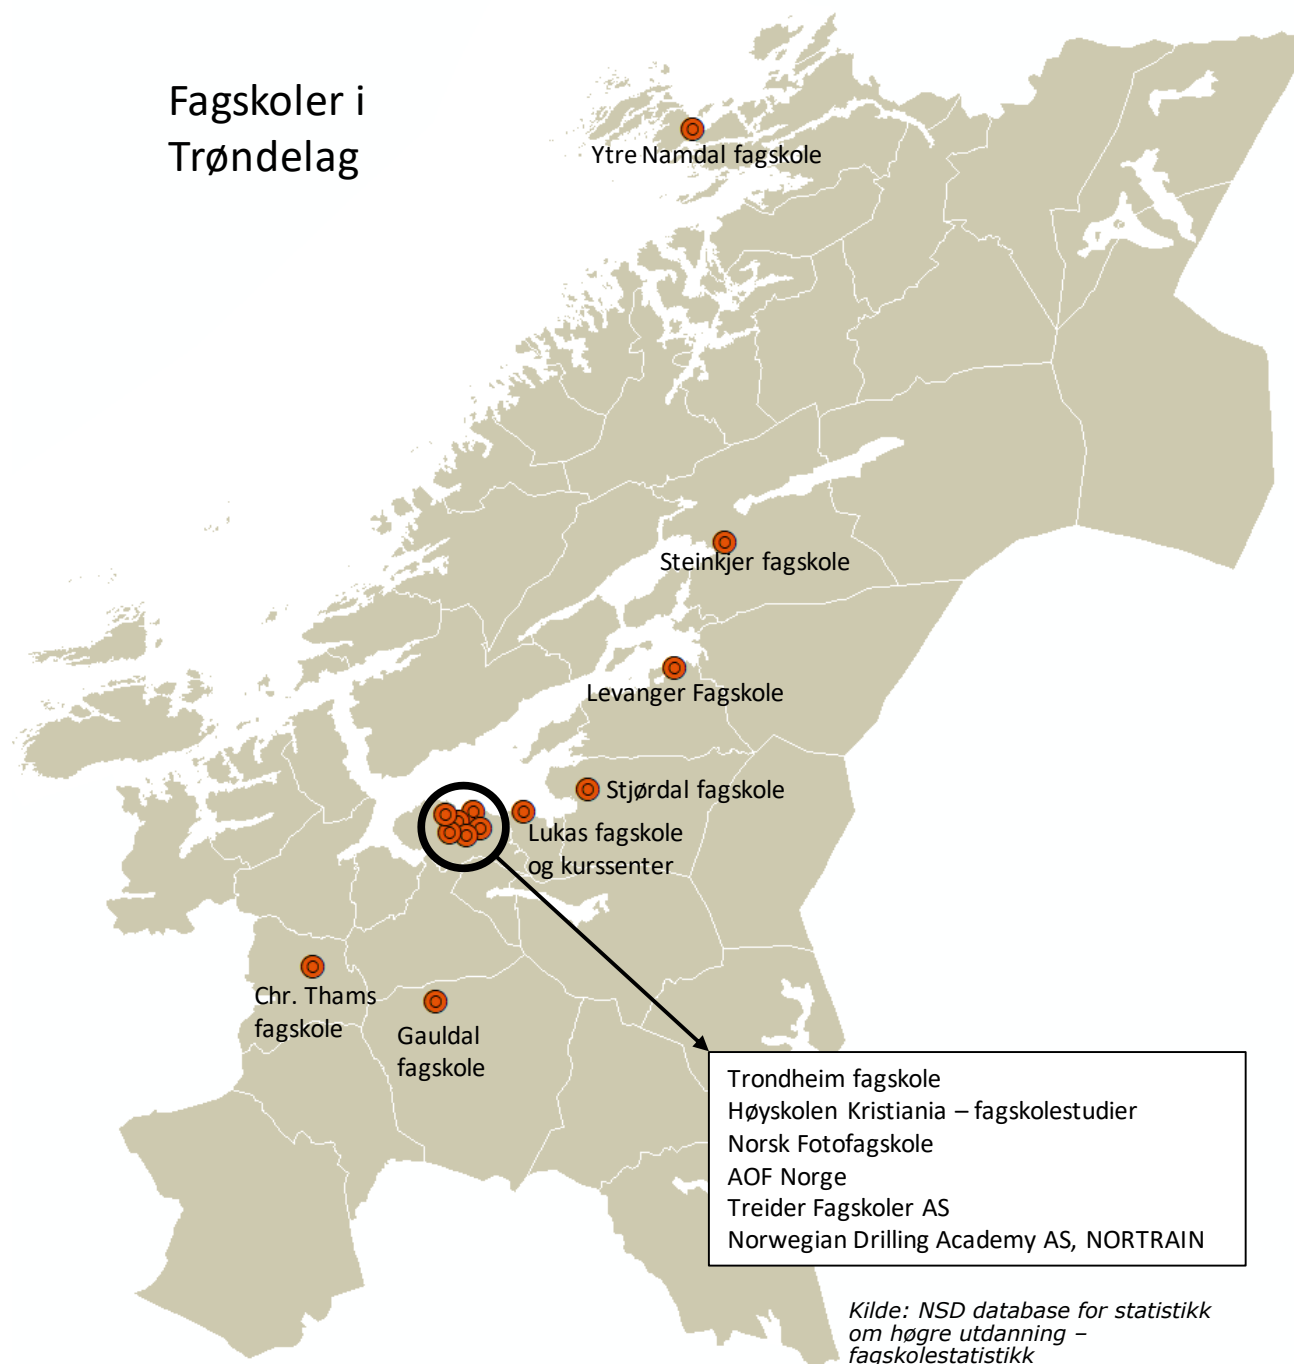 Fagskoler i
Trøndelag
Ytre Namdal fagskole
Steinkjer fagskole
Levanger Fagskole
Stjørdal fagskole
Lukas fagskole
og kurssenter
Chr. Thams
fagskole
Gauldal
fagskole
Trondheim fagskole
Høyskolen Kristiania – fagskolestudier
Norsk Fotofagskole
AOF Norge
Treider Fagskoler AS
Norwegian Drilling Academy AS, NORTRAIN
Kilde: NSD database for statistikk
om høgre utdanning –
fagskolestatistikk